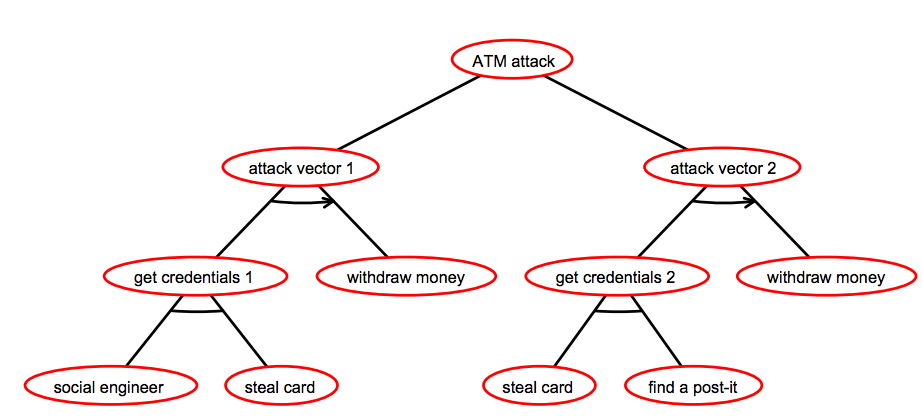 ATM attack
attack vector 1
attack vector 2
get credentials 1
withdraw money
get credentials 2
withdraw money
social engineer
steal card
steal card
find a post-it